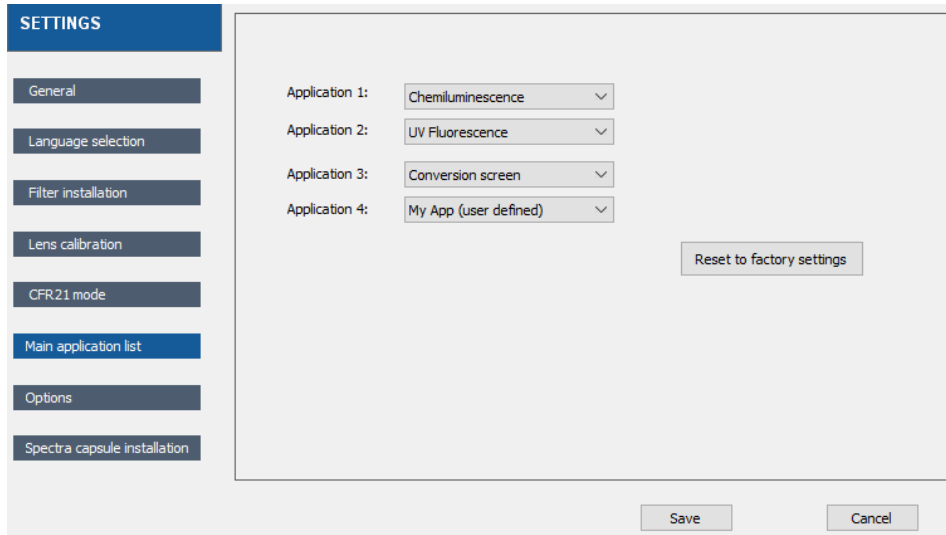 SETTINGS
General
Language selection
Filter installation
Lens calibration
CFR21 mode
Main application list
Options
Spectra capsule installation
Application 1: Chemiluminescence
Application 2: UV Fluorescence
Application 3: Conversion screen
Application 4: My App (user defined)
Reset to factory settings
Save Cancel